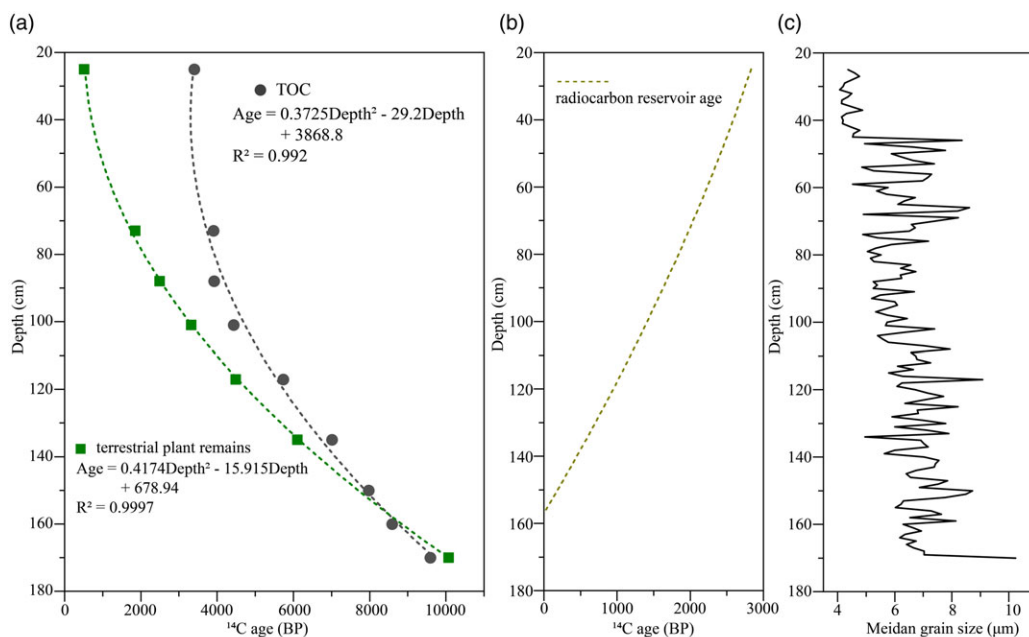 (a)
20
40
60
80
100
120
140
160
180
Depth (cm)
TOC
Age = 0.3725Depth² - 29.2Depth
+ 3868.8
R² = 0.992
terrestrial plant remains
Age = 0.4174Depth² - 15.915Depth
+ 678.94
R² = 0.9997
0 2000 4000 6000 8000 10000
¹⁴C age (BP)
(b)
20
40
60
80
100
120
140
160
180
Depth (cm)
radiocarbon reservoir age
0 1000 2000 3000
¹⁴C age (BP)
(c)
20
40
60
80
100
120
140
160
180
Depth (cm)
4 6 8 10
Meidan grain size (μm)